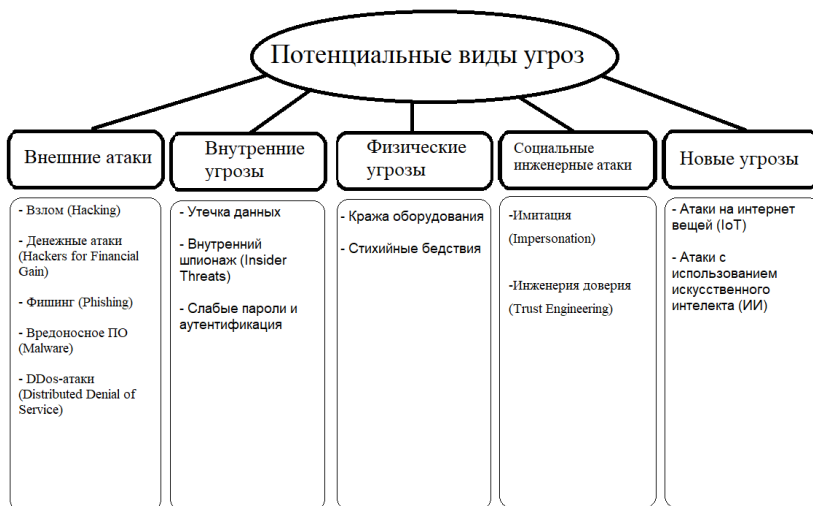 Потенциальные виды угроз
Внешние атаки
- Взлом (Hacking)
- Денежные атаки
(Hackers for Financial
Gain)
- Фишинг (Phishing)
- Вредоносное ПО
(Malware)
- DDos-атаки
(Distributed Denial of
Service)
Внутренние
угрозы
- Утечка данных
- Внутренний
шпионаж (Insider
Threats)
- Слабые пароли и
аутентификация
Физические
угрозы
- Кража оборудования
- Стихийные бедствия
Социальные
инженерные атаки
-Имитация
(Impersonation)
-Инженерия доверия
(Trust Engineering)
Новые угрозы
- Атаки на интернет
вещей (IoT)
- Атаки с
использованием
искусственного
интелекта (ИИ)